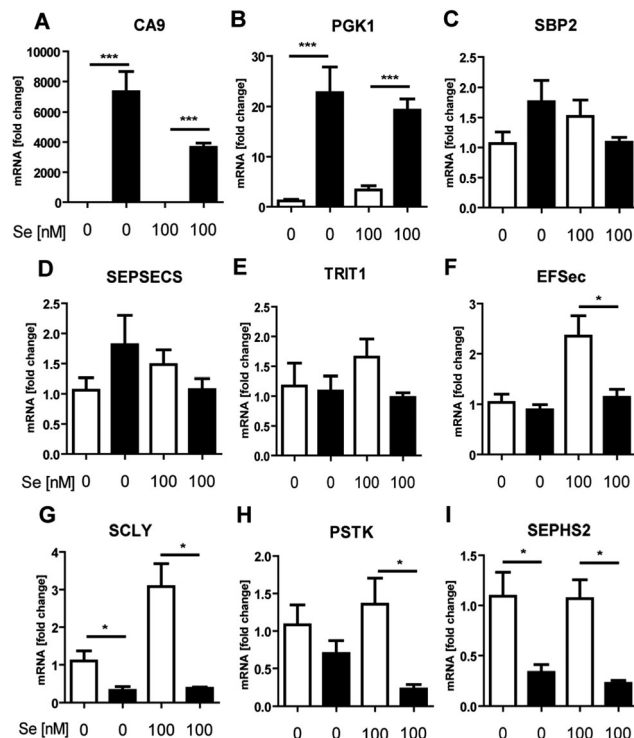 A CA9
mRNA [fold change]
10000
8000
6000
4000
2000
0
*** ***
Se [nM] 0 0 100 100
B PGK1
mRNA [fold change]
30
20
10
0
*** ***
0 0 100 100
C SBP2
mRNA [fold change]
2.5
2.0
1.5
1.0
0.5
0.0
0 0 100 100
D SEPSECS
mRNA [fold change]
2.5
2.0
1.5
1.0
0.5
0.0
Se [nM] 0 0 100 100
E TRIT1
mRNA [fold change]
2.5
2.0
1.5
1.0
0.5
0.0
0 0 100 100
F EFSec
mRNA [fold change]
3
2
1
0
*
0 0 100 100
G SCLY
mRNA [fold change]
4
3
2
1
0
* *
Se [nM] 0 0 100 100
H PSTK
mRNA [fold change]
2.0
1.5
1.0
0.5
0.0
*
0 0 100 100
I SEPHS2
mRNA [fold change]
1.5
1.0
0.5
0.0
* *
0 0 100 100